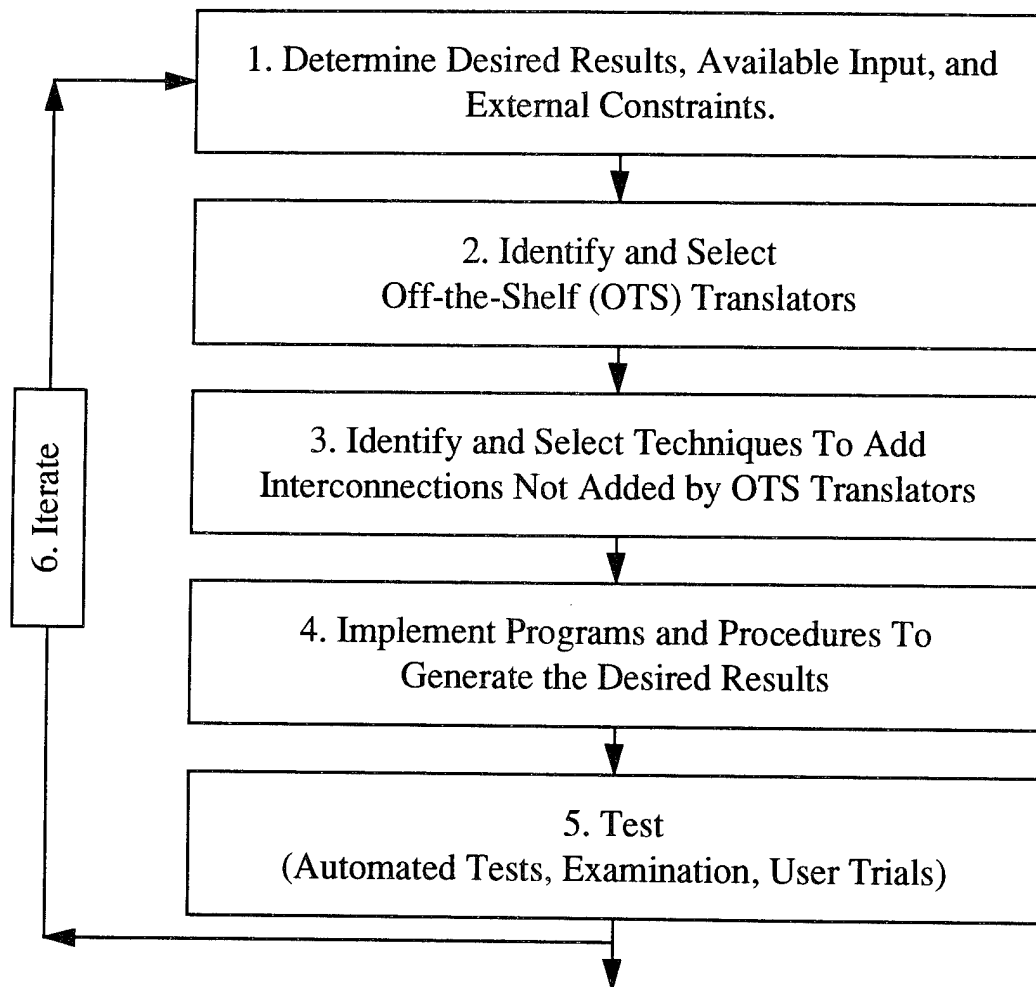 1. Determine Desired Results, Available Input, and
External Constraints.
2. Identify and Select
Off-the-Shelf (OTS) Translators
3. Identify and Select Techniques To Add
Interconnections Not Added by OTS Translators
6. Iterate
4. Implement Programs and Procedures To
Generate the Desired Results
5. Test
(Automated Tests, Examination, User Trials)